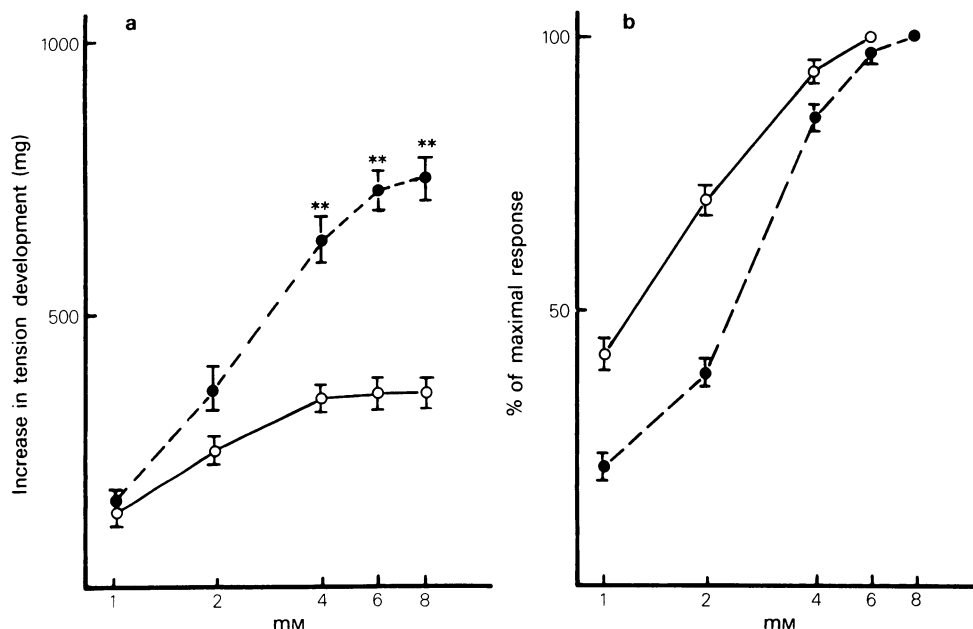 a
1000
500
**
**
**
Increase in tension development (mg)
1
2
4
6
8
mM
b
100
50
% of maximal response
1
2
4
6
8
mM